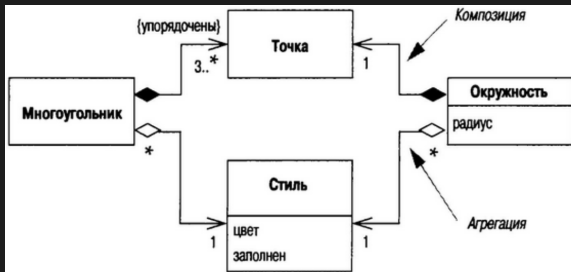 {упорядочены}
Точка
Композиция
3..*
1
Многоугольник
Окружность
радиус
*
*
Стиль
цвет
заполнен
1
1
Агрегация